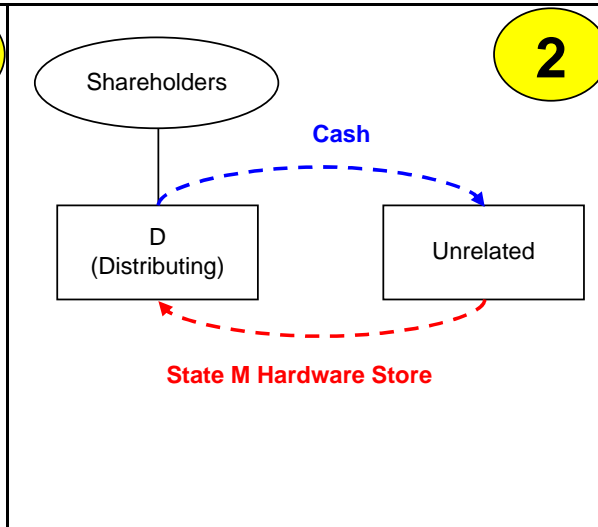 2
Shareholders
Cash
D
(Distributing)
Unrelated
State M Hardware Store